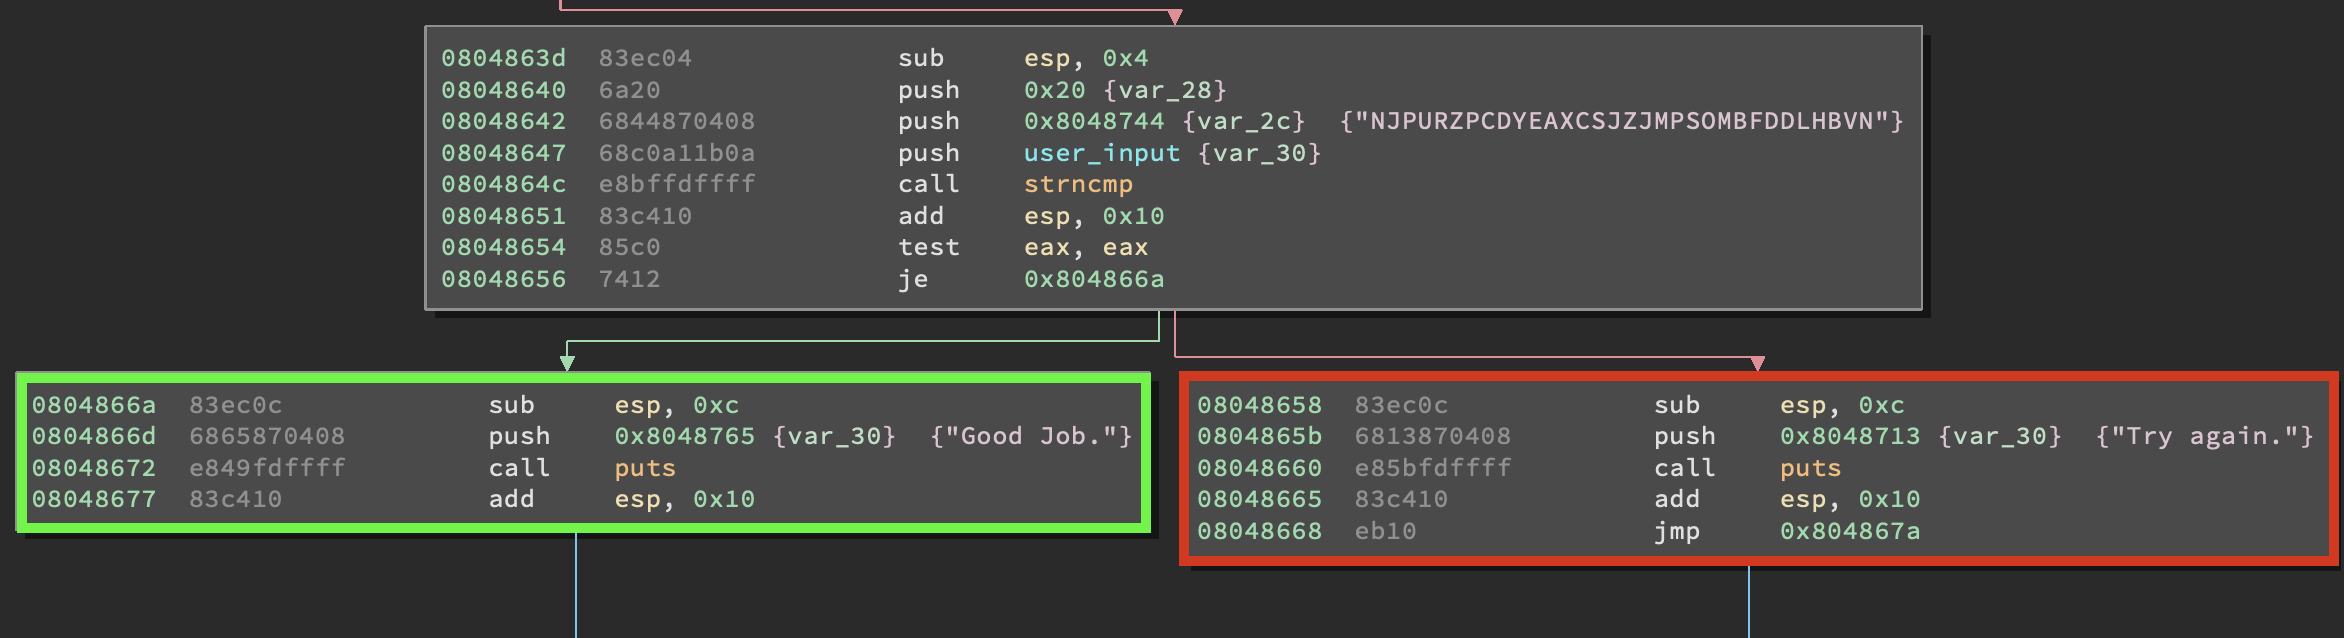 0804863d 83ec04 sub esp, 0x4
08048640 6a20 push 0x20 {var_28}
08048642 6844870408 push 0x8048744 {var_2c} {"NJPURZPCDYEAXCSJZJMPSOMBFDDLHBVN"}
08048647 68c0a11b0a push user_input {var_30}
0804864c e8bffdffff call strncmp
08048651 83c410 add esp, 0x10
08048654 85c0 test eax, eax
08048656 7412 je 0x804866a
0804866a 83ec0c sub esp, 0xc
0804866d 6865870408 push 0x8048765 {var_30} {"Good Job."}
08048672 e849fdffff call puts
08048677 83c410 add esp, 0x10
08048658 83ec0c sub esp, 0xc
0804865b 6813870408 push 0x8048713 {var_30} {"Try again."}
08048660 e85bfdffff call puts
08048665 83c410 add esp, 0x10
08048668 eb10 jmp 0x804867a